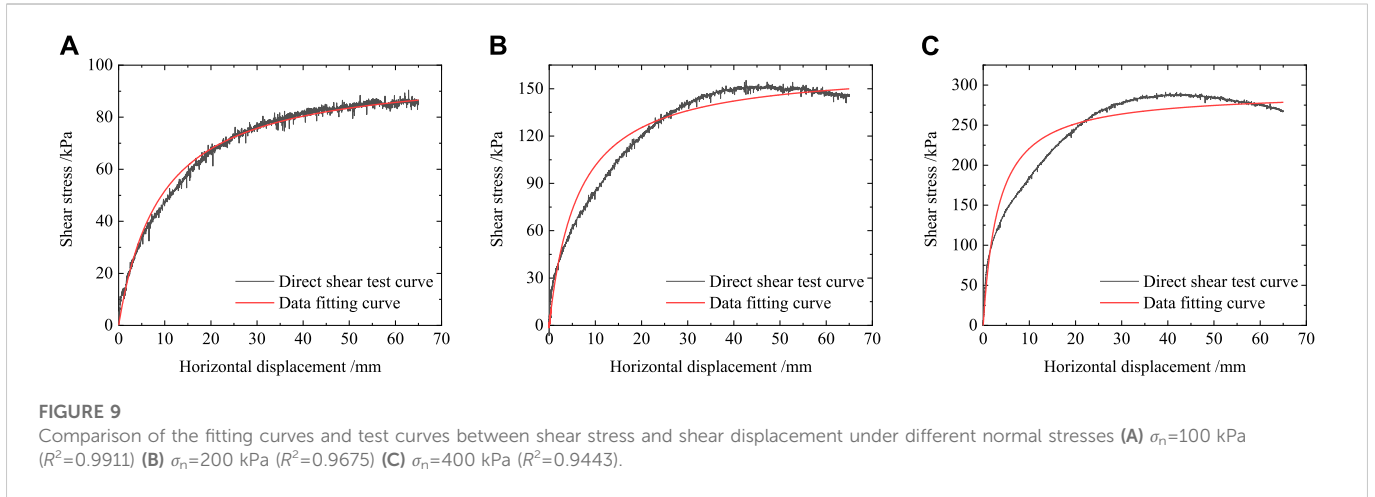 A
100
80
60
40
20
0
Shear stress /kPa
Direct shear test curve
Data fitting curve
0 10 20 30 40 50 60 70
Horizontal displacement /mm
B
150
120
90
60
30
0
Shear stress /kPa
Direct shear test curve
Data fitting curve
0 10 20 30 40 50 60 70
Horizontal displacement /mm
C
300
250
200
150
100
50
0
Shear stress /kPa
Direct shear test curve
Data fitting curve
0 10 20 30 40 50 60 70
Horizontal displacement /mm
FIGURE 9
Comparison of the fitting curves and test curves between shear stress and shear displacement under different normal stresses (A) σn=100 kPa
(R²=0.9911) (B) σn=200 kPa (R²=0.9675) (C) σn=400 kPa (R²=0.9443).